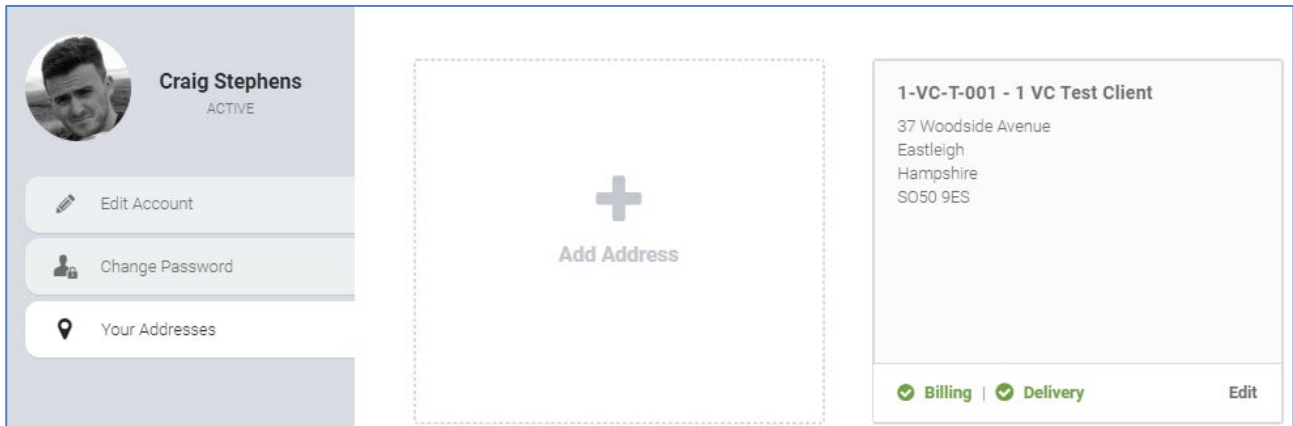 Craig Stephens
ACTIVE
Edit Account
Change Password
Your Addresses
Add Address
1-VC-T-001 - 1 VC Test Client
37 Woodside Avenue
Eastleigh
Hampshire
SO50 9ES
Billing | Delivery Edit